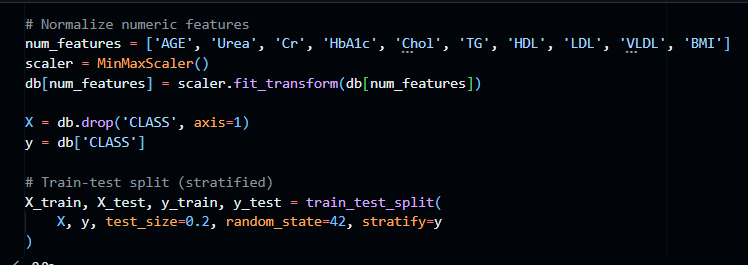 # Normalize numeric features
num_features = ['AGE', 'Urea', 'Cr', 'HbA1c', 'Chol', 'TG', 'HDL', 'LDL', 'VLDL', 'BMI']
scaler = MinMaxScaler()
db[num_features] = scaler.fit_transform(db[num_features])
X = db.drop('CLASS', axis=1)
y = db['CLASS']
# Train-test split (stratified)
X_train, X_test, y_train, y_test = train_test_split(
    X, y, test_size=0.2, random_state=42, stratify=y
)